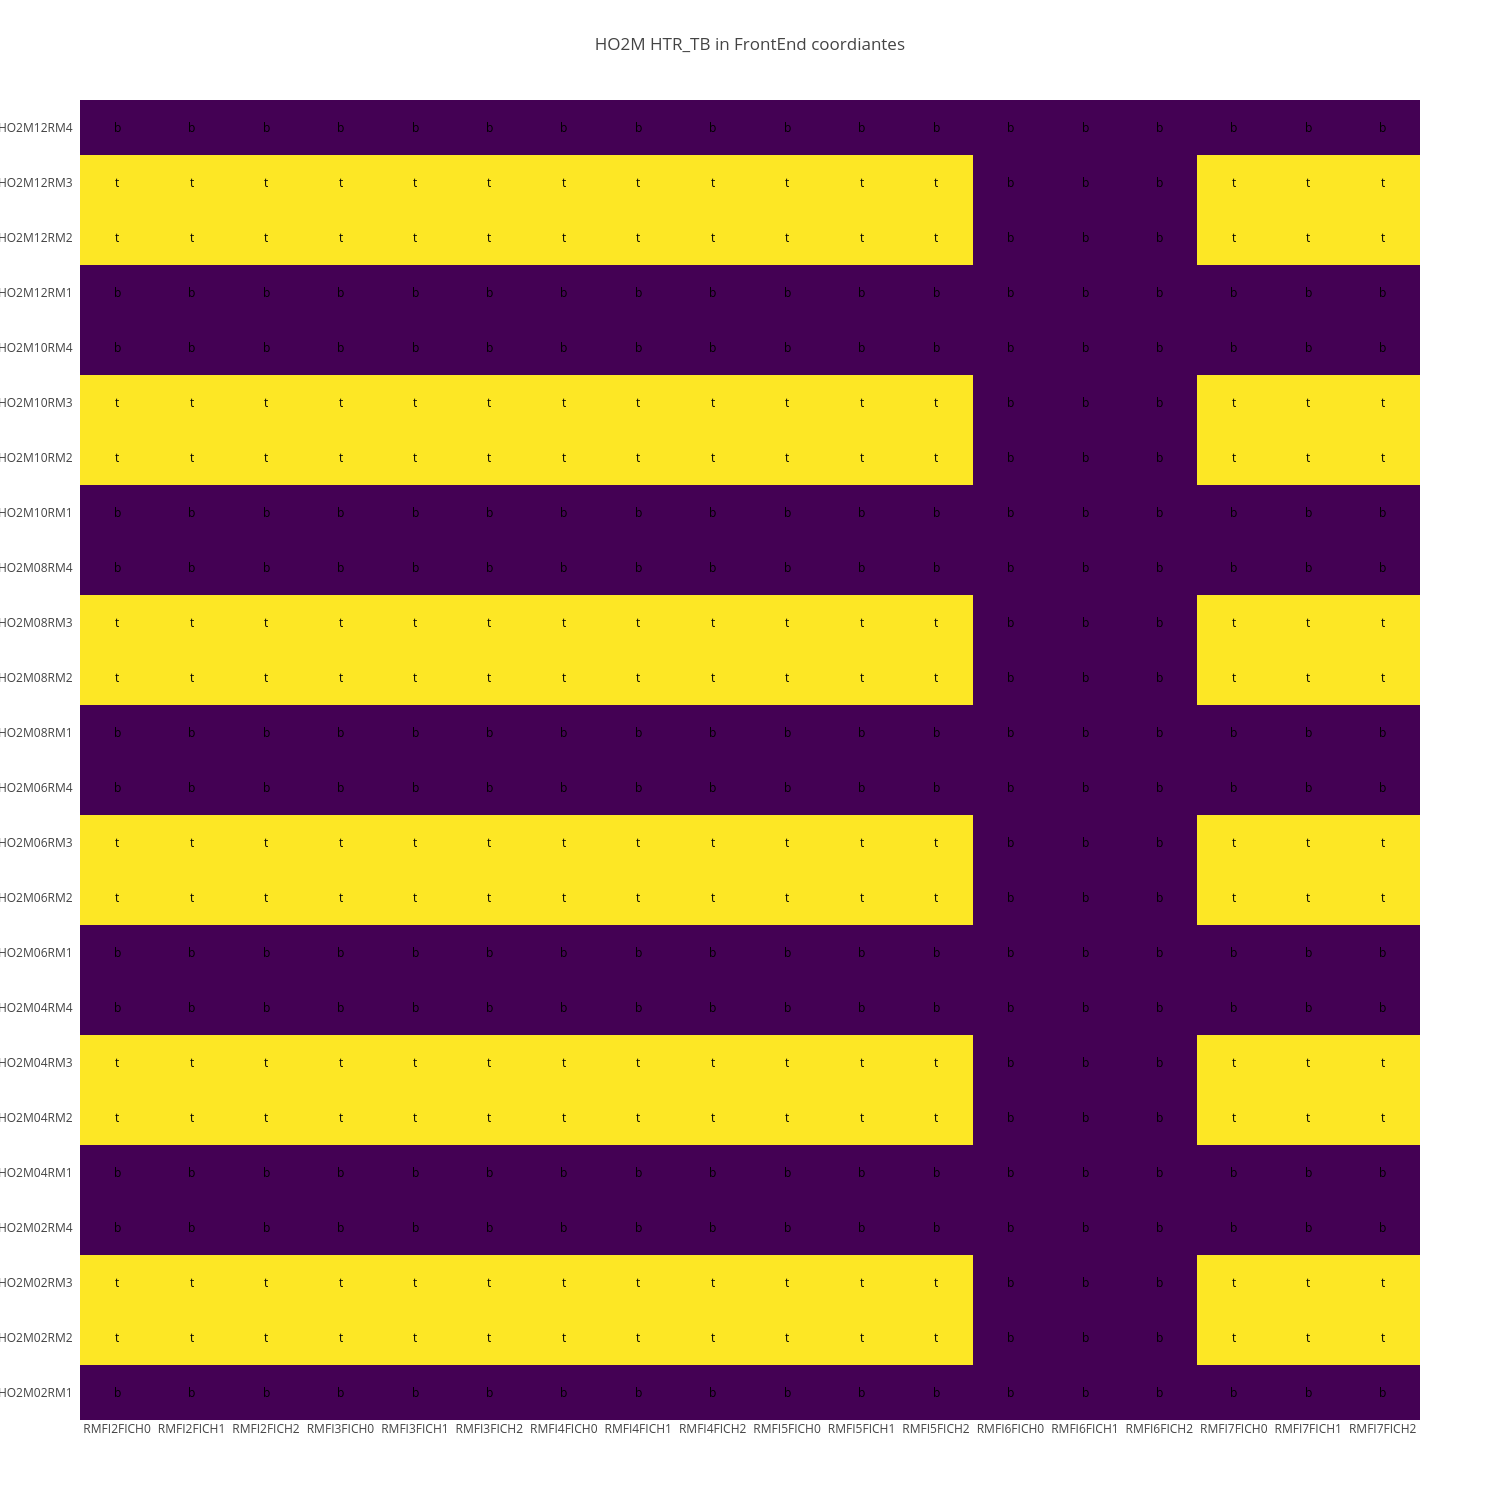 HO2M HTR_TB in FrontEnd coordiantes
HO2M12RM4 b b b b b b b b b b b b b b b b b b
HO2M12RM3 t t t t t t t t t t t t b b b t t t
HO2M12RM2 t t t t t t t t t t t t b b b t t t
HO2M12RM1 b b b b b b b b b b b b b b b b b b
HO2M10RM4 b b b b b b b b b b b b b b b b b b
HO2M10RM3 t t t t t t t t t t t t b b b t t t
HO2M10RM2 t t t t t t t t t t t t b b b t t t
HO2M10RM1 b b b b b b b b b b b b b b b b b b
HO2M08RM4 b b b b b b b b b b b b b b b b b b
HO2M08RM3 t t t t t t t t t t t t b b b t t t
HO2M08RM2 t t t t t t t t t t t t b b b t t t
HO2M08RM1 b b b b b b b b b b b b b b b b b b
HO2M06RM4 b b b b b b b b b b b b b b b b b b
HO2M06RM3 t t t t t t t t t t t t b b b t t t
HO2M06RM2 t t t t t t t t t t t t b b b t t t
HO2M06RM1 b b b b b b b b b b b b b b b b b b
HO2M04RM4 b b b b b b b b b b b b b b b b b b
HO2M04RM3 t t t t t t t t t t t t b b b t t t
HO2M04RM2 t t t t t t t t t t t t b b b t t t
HO2M04RM1 b b b b b b b b b b b b b b b b b b
HO2M02RM4 b b b b b b b b b b b b b b b b b b
HO2M02RM3 t t t t t t t t t t t t b b b t t t
HO2M02RM2 t t t t t t t t t t t t b b b t t t
HO2M02RM1 b b b b b b b b b b b b b b b b b b
RMFI2FICH0 RMFI2FICH1 RMFI2FICH2 RMFI3FICH0 RMFI3FICH1 RMFI3FICH2 RMFI4FICH0 RMFI4FICH1 RMFI4FICH2 RMFI5FICH0 RMFI5FICH1 RMFI5FICH2 RMFI6FICH0 RMFI6FICH1 RMFI6FICH2 RMFI7FICH0 RMFI7FICH1 RMFI7FICH2